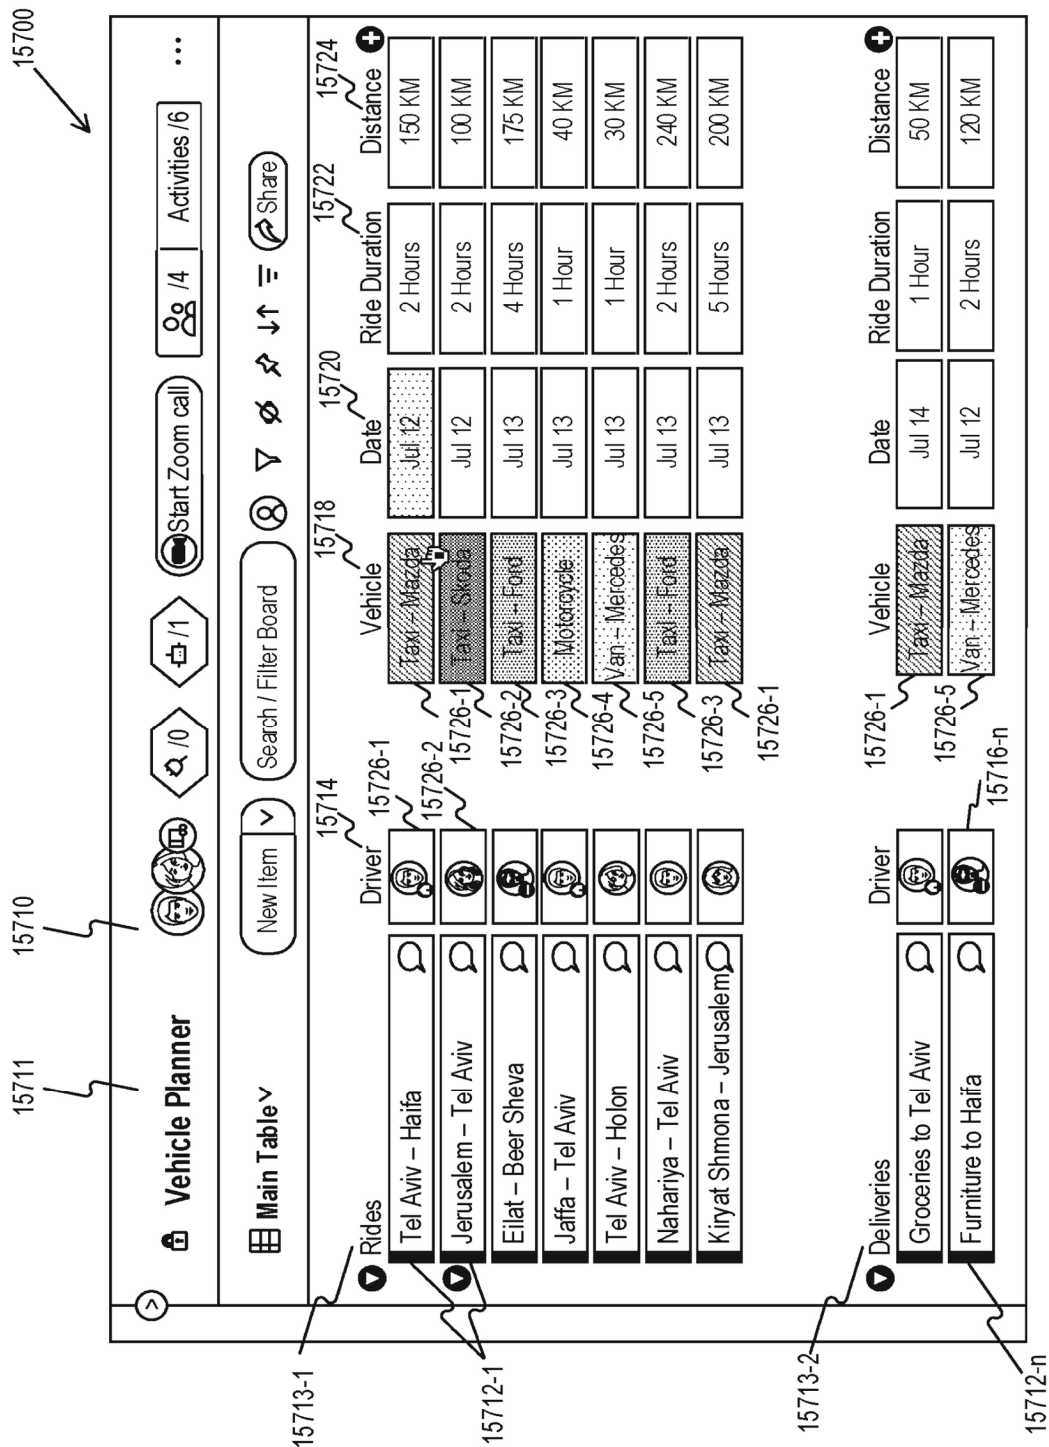 15700
15710
15711
Vehicle Planner
/0
/1
Start Zoom call
/4
Activities /6
...
Main Table
New Item
Search / Filter Board
Share
15713-1
15714
15718
15720
15722
15724
Rides
Driver
Vehicle
Date
Ride Duration
Distance
15726-1
15726-2
Tel Aviv – Haifa
Taxi – Mazda
Jul 12
2 Hours
150 KM
15712-1
15726-1
Jerusalem – Tel Aviv
Taxi – Skoda
Jul 12
2 Hours
100 KM
15726-2
Eilat – Beer Sheva
Taxi – Ford
Jul 13
4 Hours
175 KM
15726-3
Jaffa – Tel Aviv
Motorcycle
Jul 13
1 Hour
40 KM
15726-4
Tel Aviv – Holon
Van – Mercedes
Jul 13
1 Hour
30 KM
15726-5
Nahariya – Tel Aviv
Taxi – Ford
Jul 13
2 Hours
240 KM
15726-3
Kiryat Shmona – Jerusalem
Taxi – Mazda
Jul 13
5 Hours
200 KM
15726-1
15713-2
Deliveries
Driver
Vehicle
Date
Ride Duration
Distance
15726-1
Groceries to Tel Aviv
Taxi – Mazda
Jul 14
1 Hour
50 KM
15726-5
Furniture to Haifa
Van – Mercedes
Jul 12
2 Hours
120 KM
15716-n
15712-n